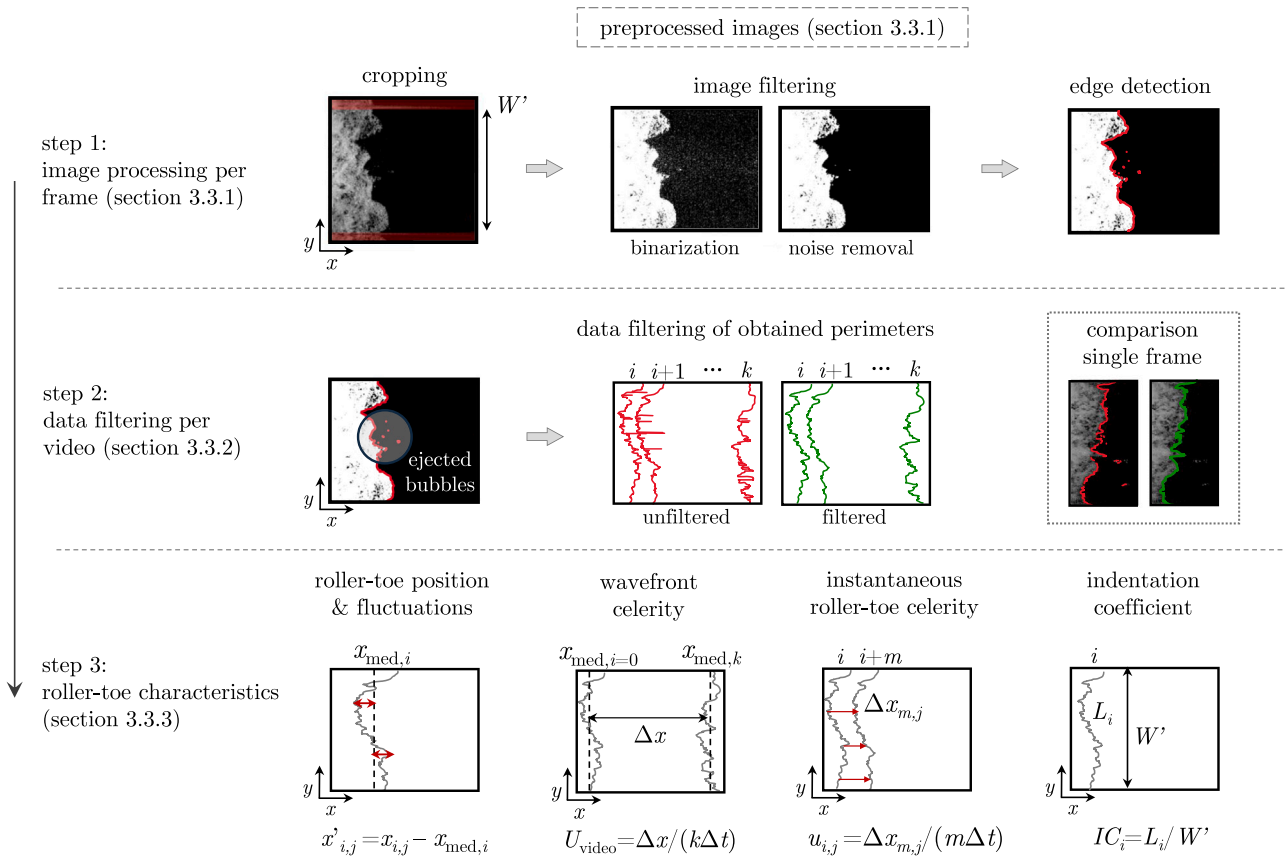 preprocessed images (section 3.3.1)
cropping
image filtering
edge detection
W’
step 1:
image processing per
frame (section 3.3.1)
y
x
binarization
noise removal
data filtering of obtained perimeters
comparison
single frame
i i+1 ··· k
i i+1 ··· k
step 2:
data filtering per
video (section 3.3.2)
ejected
bubbles
y
x
unfiltered
filtered
roller-toe position
& fluctuations
wavefront
celerity
instantaneous
roller-toe celerity
indentation
coefficient
step 3:
roller-toe characteristics
(section 3.3.3)
x_med,i
x_med,i=0
x_med,k
i i+m
i
Δx
Δx_m,j
L_i
W’
y
x
y
x
y
x
y
x
x’_i,j=x_i,j− x_med,i
U_video=Δx/(kΔt)
u_i,j=Δx_m,j/(mΔt)
IC_i=L_i/W’